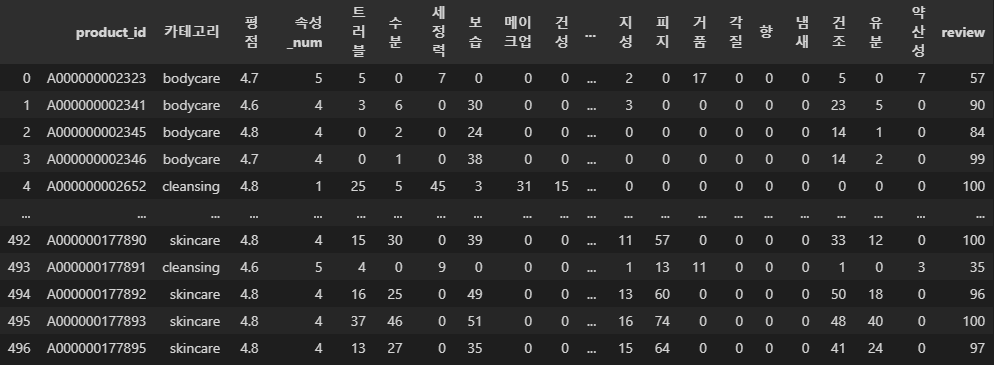 product_id 카테고리 평점 속성_num 트러블 수분 세정력 보습 메이크업 건성 ... 지성 피지 거품 각질 향 냄새 건조 유분 약산성 review
0 A000000002323 bodycare 4.7 5 5 0 7 0 0 0 ... 2 0 17 0 0 0 5 0 7 57
1 A000000002341 bodycare 4.6 4 3 6 0 30 0 0 ... 3 0 0 0 0 0 23 5 0 90
2 A000000002345 bodycare 4.8 4 0 2 0 24 0 0 ... 0 0 0 0 0 0 14 1 0 84
3 A000000002346 bodycare 4.7 4 0 1 0 38 0 0 ... 0 0 0 0 0 0 14 2 0 99
4 A000000002652 cleansing 4.8 1 25 5 45 3 31 15 ... 0 0 0 0 0 0 0 0 0 100
... ... ... ... ... ... ... ... ... ... ... ... ... ... ... ... ... ... ... ... ... ...
492 A000000177890 skincare 4.8 4 15 30 0 39 0 0 ... 11 57 0 0 0 0 33 12 0 100
493 A000000177891 cleansing 4.6 5 4 0 9 0 0 0 ... 1 13 11 0 0 0 1 0 3 35
494 A000000177892 skincare 4.8 4 16 25 0 49 0 0 ... 13 60 0 0 0 0 50 18 0 96
495 A000000177893 skincare 4.8 4 37 46 0 51 0 0 ... 16 74 0 0 0 0 48 40 0 100
496 A000000177895 skincare 4.8 4 13 27 0 35 0 0 ... 15 64 0 0 0 0 41 24 0 97